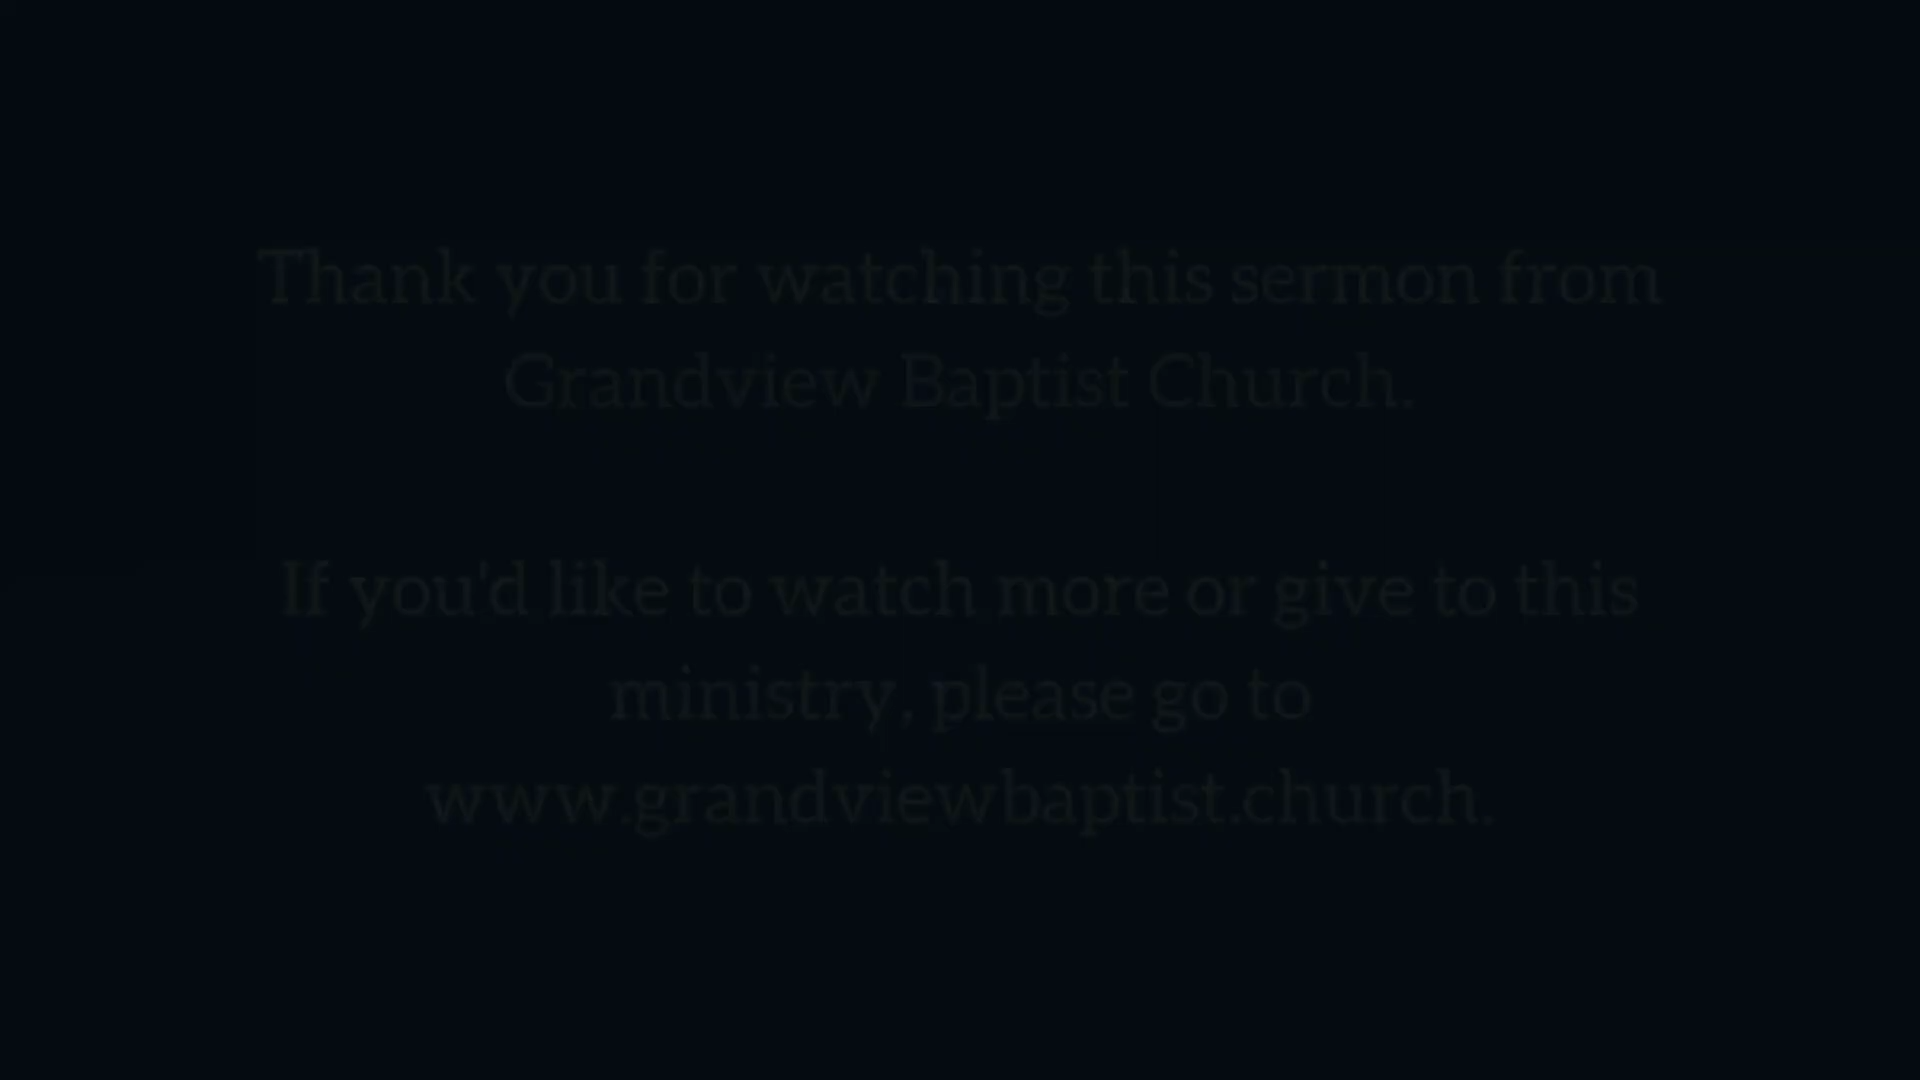 Thank you for watching this sermon from
Grandview Baptist Church.
If you'd like to watch more or give to this
ministry, please go to
www.grandviewbaptist.church.